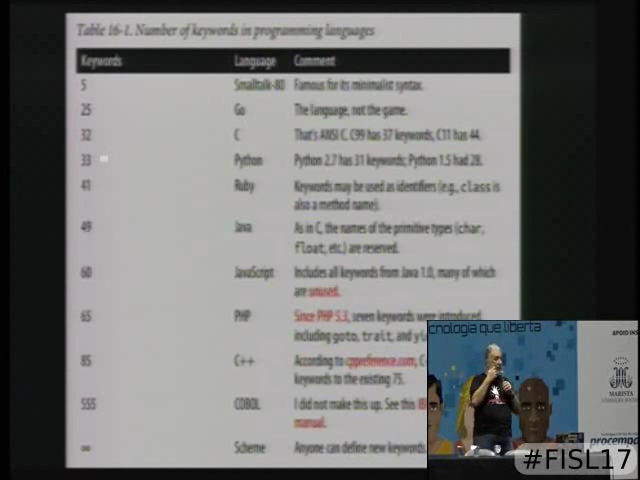 Table 16-1. Number of keywords in programming languages
Keywords Language Comment
5 Smalltalk-80 Famous for its minimalist syntax.
25 Go The language, not the game.
32 C That's ANSI C. C99 has 37 keywords, C11 has 44.
33 Python Python 2.7 has 31 keywords; Python 1.5 had 28.
41 Ruby Keywords may be used as identifiers (e.g., class is
also a method name).
49 Java As in C, the names of the primitive types (char,
float, etc.) are reserved.
60 JavaScript Includes all keywords from Java 1.0, many of which
are unused.
65 PHP Since PHP 5.3, seven keywords were introduced
including goto, trait, and
85 C++ According to cppreference.com,
keywords to the existing 75.
555 COBOL I did not make this up. See this
manual.
∞ Scheme Anyone can define new keywords.
cnologia que liberta
APOIO INS
MARISTA
procempa
#FISL17